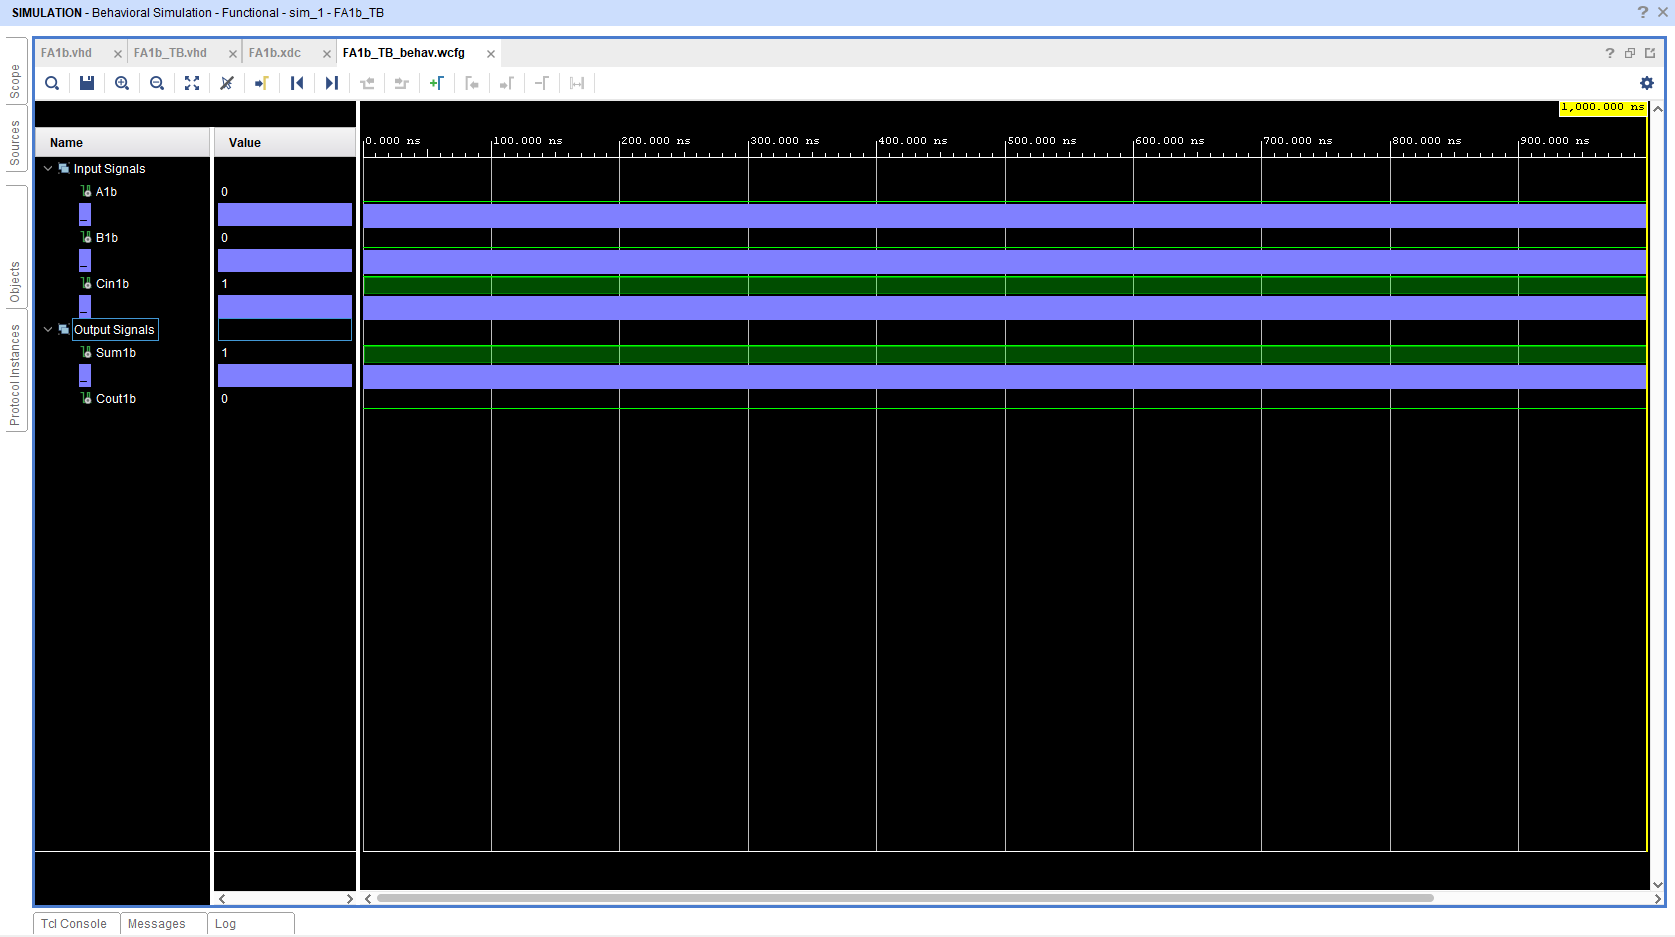 SIMULATION - Behavioral Simulation - Functional - sim_1 - FA1b_TB
FA1b.vhd
FA1b_TB.vhd
FA1b.xdc
FA1b_TB_behav.wcfg
Scope
Sources
Objects
Protocol Instances
1,000.000 ns
Name Value
0.000 ns 100.000 ns 200.000 ns 300.000 ns 400.000 ns 500.000 ns 600.000 ns 700.000 ns 800.000 ns 900.000 ns
Input Signals
A1b 0
B1b 0
Cin1b 1
Output Signals
Sum1b 1
Cout1b 0
Tcl Console Messages Log